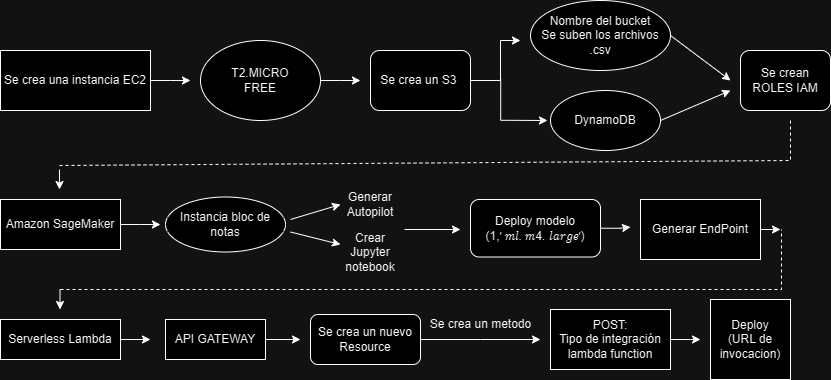 Se crea una instancia EC2
T2.MICRO
FREE
Se crea un S3
Nombre del bucket
Se suben los archivos
.csv
DynamoDB
Se crean
ROLES IAM
Amazon SageMaker
Instancia bloc de
notas
Generar
Autopilot
Crear
Jupyter
notebook
Deploy modelo
(1,' ml. m4. large')
Generar EndPoint
Serverless Lambda
API GATEWAY
Se crea un nuevo
Resource
Se crea un metodo
POST:
Tipo de integración
lambda function
Deploy
(URL de
invocacion)